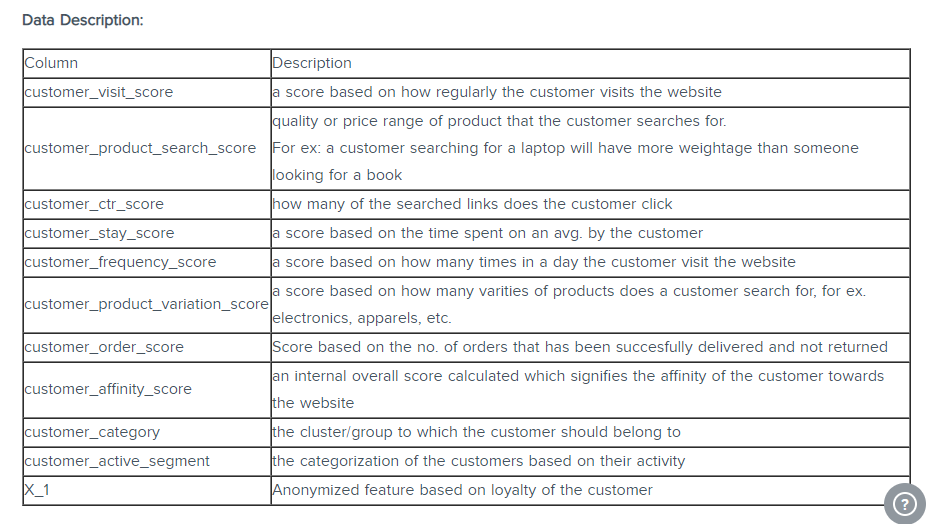 Data Description:
Column Description
customer_visit_score a score based on how regularly the customer visits the website
quality or price range of product that the customer searches for.
customer_product_search_score For ex: a customer searching for a laptop will have more weightage than someone
looking for a book
customer_ctr_score how many of the searched links does the customer click
customer_stay_score a score based on the time spent on an avg. by the customer
customer_frequency_score a score based on how many times in a day the customer visit the website
customer_product_variation_score a score based on how many varities of products does a customer search for, for ex.
electronics, apparels, etc.
customer_order_score Score based on the no. of orders that has been succesfully delivered and not returned
customer_affinity_score an internal overall score calculated which signifies the affinity of the customer towards
the website
customer_category the cluster/group to which the customer should belong to
customer_active_segment the categorization of the customers based on their activity
X_1 Anonymized feature based on loyalty of the customer
?